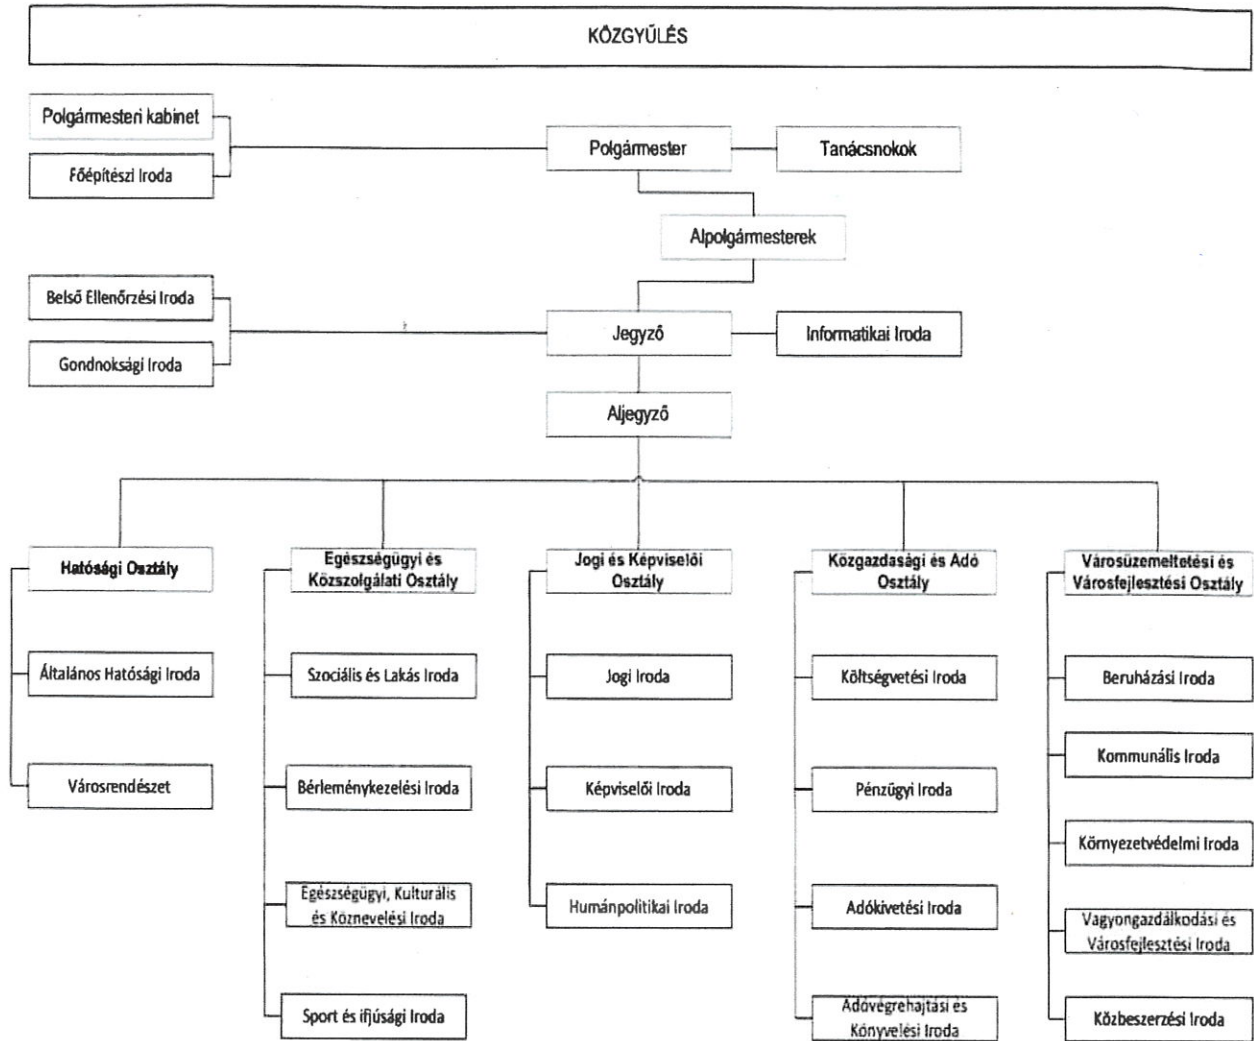 KÖZGYŰLÉS
Polgármesteri kabinet
Főépítészi Iroda
Polgármester
Tanácsnokok
Alpolgármesterek
Belső Ellenőrzési Iroda
Gondnoksági Iroda
Jegyző
Informatikai Iroda
Aljegyző
Hatósági Osztály
Általános Hatósági Iroda
Városrendészet
Egészségügyi és
Közszolgálati Osztály
Szociális és Lakás Iroda
Bérleménykezelési Iroda
Egészségügyi, Kulturális
és Köznevelési Iroda
Sport és ifjúsági Iroda
Jogi és Képviselői
Osztály
Jogi Iroda
Képviselői Iroda
Humánpolitikai Iroda
Közgazdasági és Adó
Osztály
Költségvetési Iroda
Pénzügyi Iroda
Adókivetési Iroda
Adóvégrehajtási és
Könyvelési Iroda
Városüzemeltetési és
Városfejlesztési Osztály
Beruházási Iroda
Kommunális Iroda
Környezetvédelmi Iroda
Vagyongazdálkodási és
Városfejlesztési Iroda
Közbeszerzési Iroda